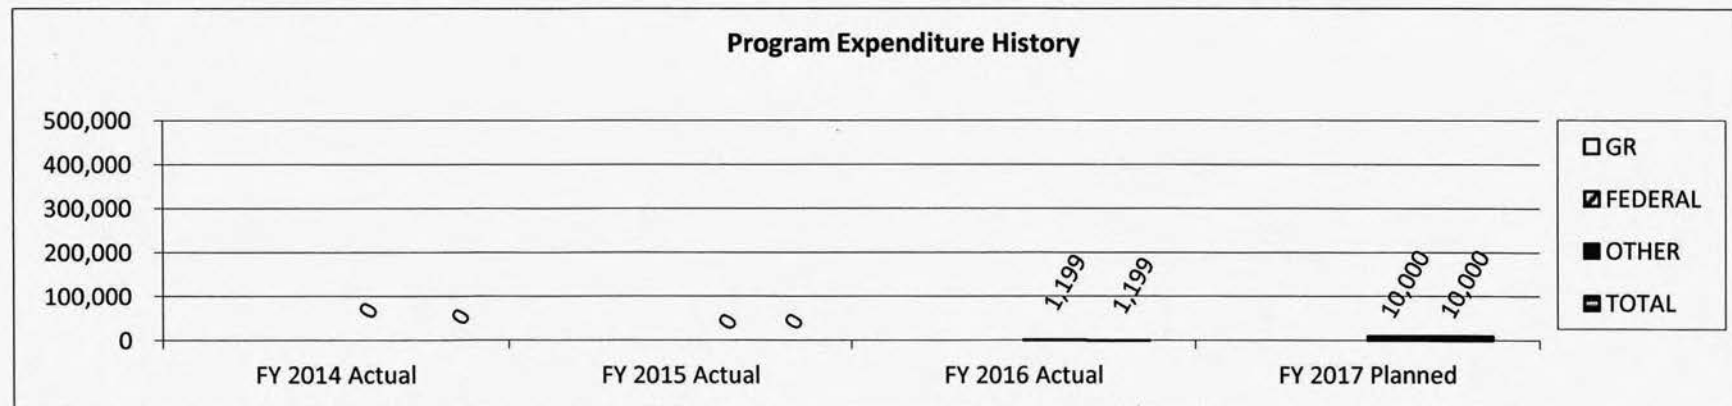 Program Expenditure History
500,000
400,000
300,000
200,000
100,000
0
0 0 0 0 1,199 1,199 10,000 10,000
FY 2014 Actual FY 2015 Actual FY 2016 Actual FY 2017 Planned
GR
FEDERAL
OTHER
TOTAL